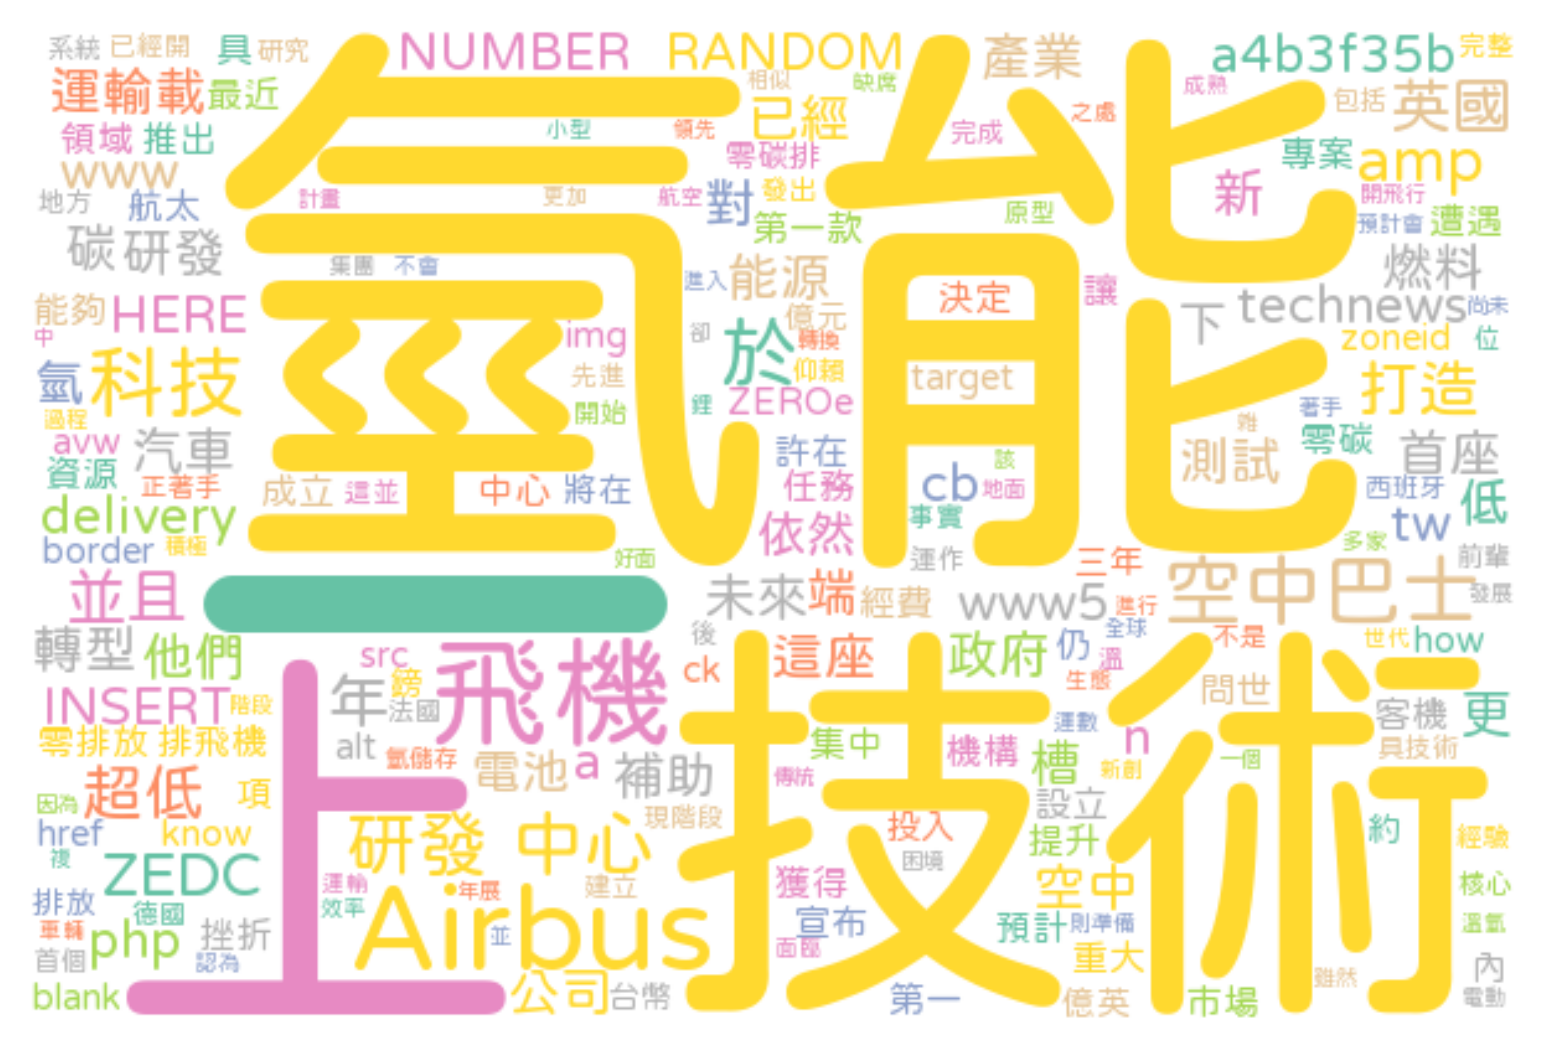 系統 已經開 具 研究 NUMBER RANDOM 產業 a4b3f35b 完整
運輸載 最近 相似 缺席 已經 成熟 包括 英國
領域 推出 小型 領先 零碳排 完成 之處 專案 amp
www 計畫 更加 航空 對 發出 原型 新 開飛行
地方 航太 第一款 預計會 遭遇
碳 研發 集團 不會 進入 能源 讓 燃料
氫能
能夠 HERE img 卻 於 億元 決定 下 technews 尚未
中 轉換 zoneid 位
氫 科技 先進 仰賴 target 打造
過程 開始 鋰 ZEROe 著手
avw 汽車 許在 該 雜 測試 零碳 首座
資源 正著手 成立 這並 中心 將在 任務 cb 地面 西班牙 低
delivery 依然 事實 tw
border 積極 好面 運作 三年 多家 前輩
一
並且 未來 端 經費 www5 進行 空中巴士 發展
轉型 他們 src 飛機 後 ck 這座 政府 仍 全球 溫 不是 世代 how
上 技術
INSERT 階段 年 鎊 法國 生態 問世 客機 更
零排放 排飛機 alt 氫儲存 電池 a 補助 集中 機構 槽 運數 n 一個 具技術
因為 超低 項 傳統 設立 新創
href know 研發 中心 現階段 投入 提升 約 經驗
複 ZEDC 運輸 年展 建立 獲得 困境 空中 核心
排放 德國 效率 Airbus 宣布 預計 則準備 溫氫
車輛 php 挫折 並 面臨 重大
首個 認為 雖然 內
blank 公司 台幣 第一 億英 市場 電動